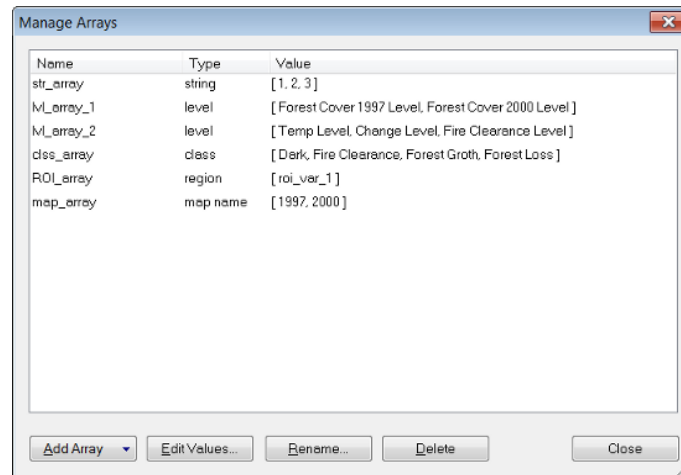 Manage Arrays
Name Type Value
str_array string [ 1, 2, 3 ]
lvl_array_1 level [ Forest Cover 1997 Level, Forest Cover 2000 Level ]
lvl_array_2 level [ Temp Level, Change Level, Fire Clearance Level ]
clss_array class [ Dark, Fire Clearance, Forest Groth, Forest Loss ]
ROI_array region [ roi_var_1 ]
map_array map name [ 1997, 2000 ]
Add Array Edit Values... Rename... Delete Close